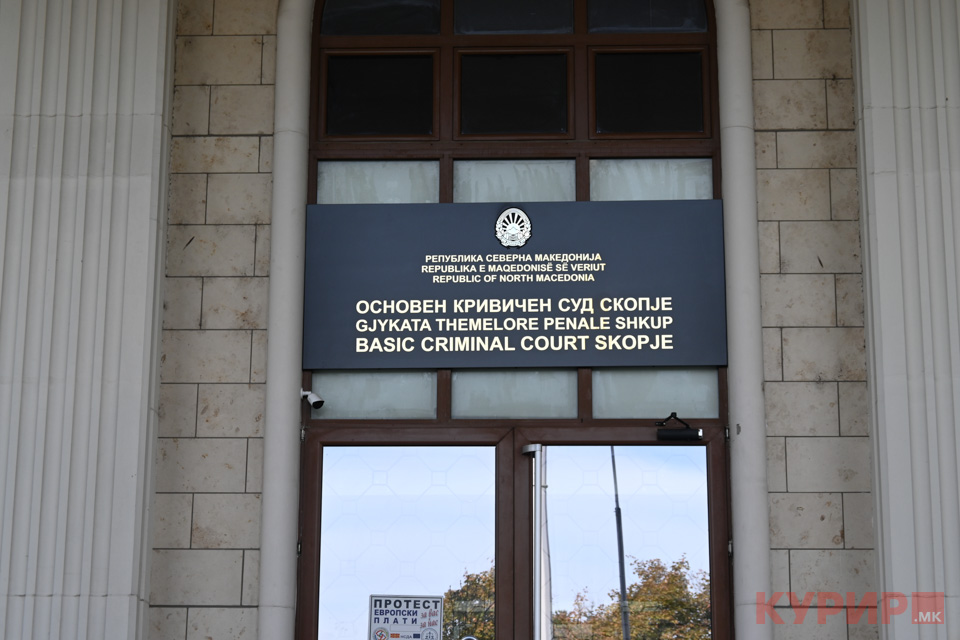 РЕПУБЛИКА СЕВЕРНА МАКЕДОНИЈА
REPUBLIKA E MAQEDONISË SË VERIUT
REPUBLIC OF NORTH MACEDONIA
ОСНОВЕН КРИВИЧЕН СУД СКОПЈЕ
GJYKATA THEMELORE PENALE SHKUP
BASIC CRIMINAL COURT SKOPJE
ПРОТЕСТ
ЕВРОПСКИ
ПЛАТИ
КУРИР.МК